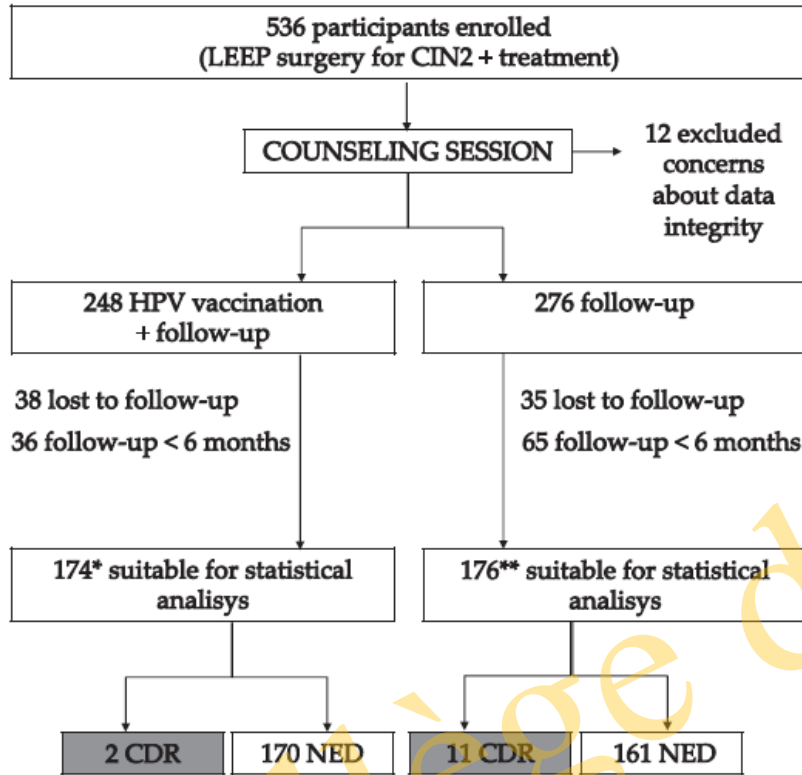 536 participants enrolled
(LEEP surgery for CIN2 + treatment)
COUNSELING SESSION
12 excluded
concerns
about data
integrity
248 HPV vaccination
+ follow-up
276 follow-up
38 lost to follow-up
36 follow-up < 6 months
35 lost to follow-up
65 follow-up < 6 months
174* suitable for statistical
analisys
176** suitable for statistical
analisys
2 CDR
170 NED
11 CDR
161 NED
lège d